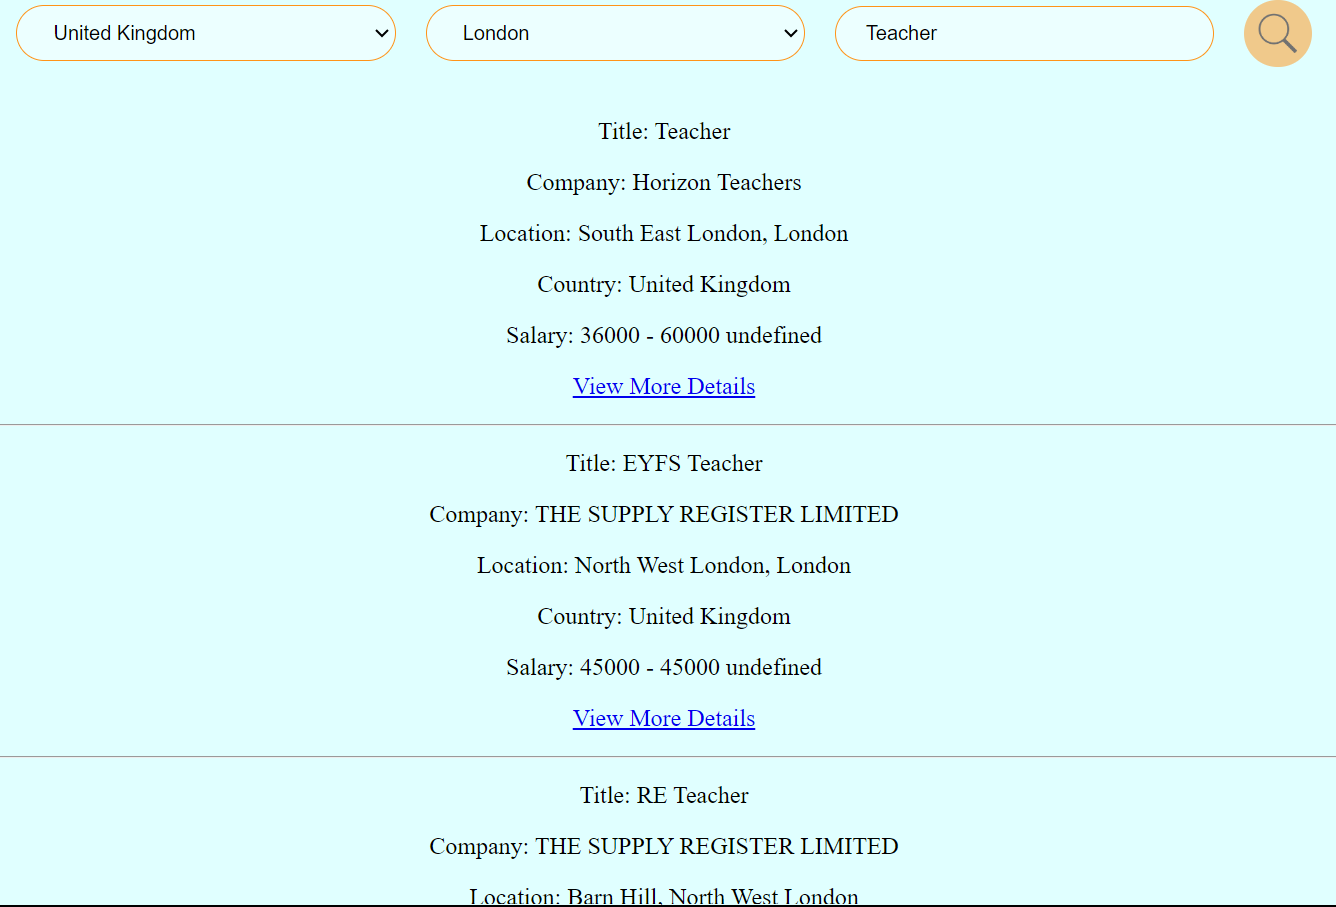 United Kingdom
London
Teacher
Title: Teacher
Company: Horizon Teachers
Location: South East London, London
Country: United Kingdom
Salary: 36000 - 60000 undefined
View More Details
Title: EYFS Teacher
Company: THE SUPPLY REGISTER LIMITED
Location: North West London, London
Country: United Kingdom
Salary: 45000 - 45000 undefined
View More Details
Title: RE Teacher
Company: THE SUPPLY REGISTER LIMITED
Location: Barn Hill, North West London